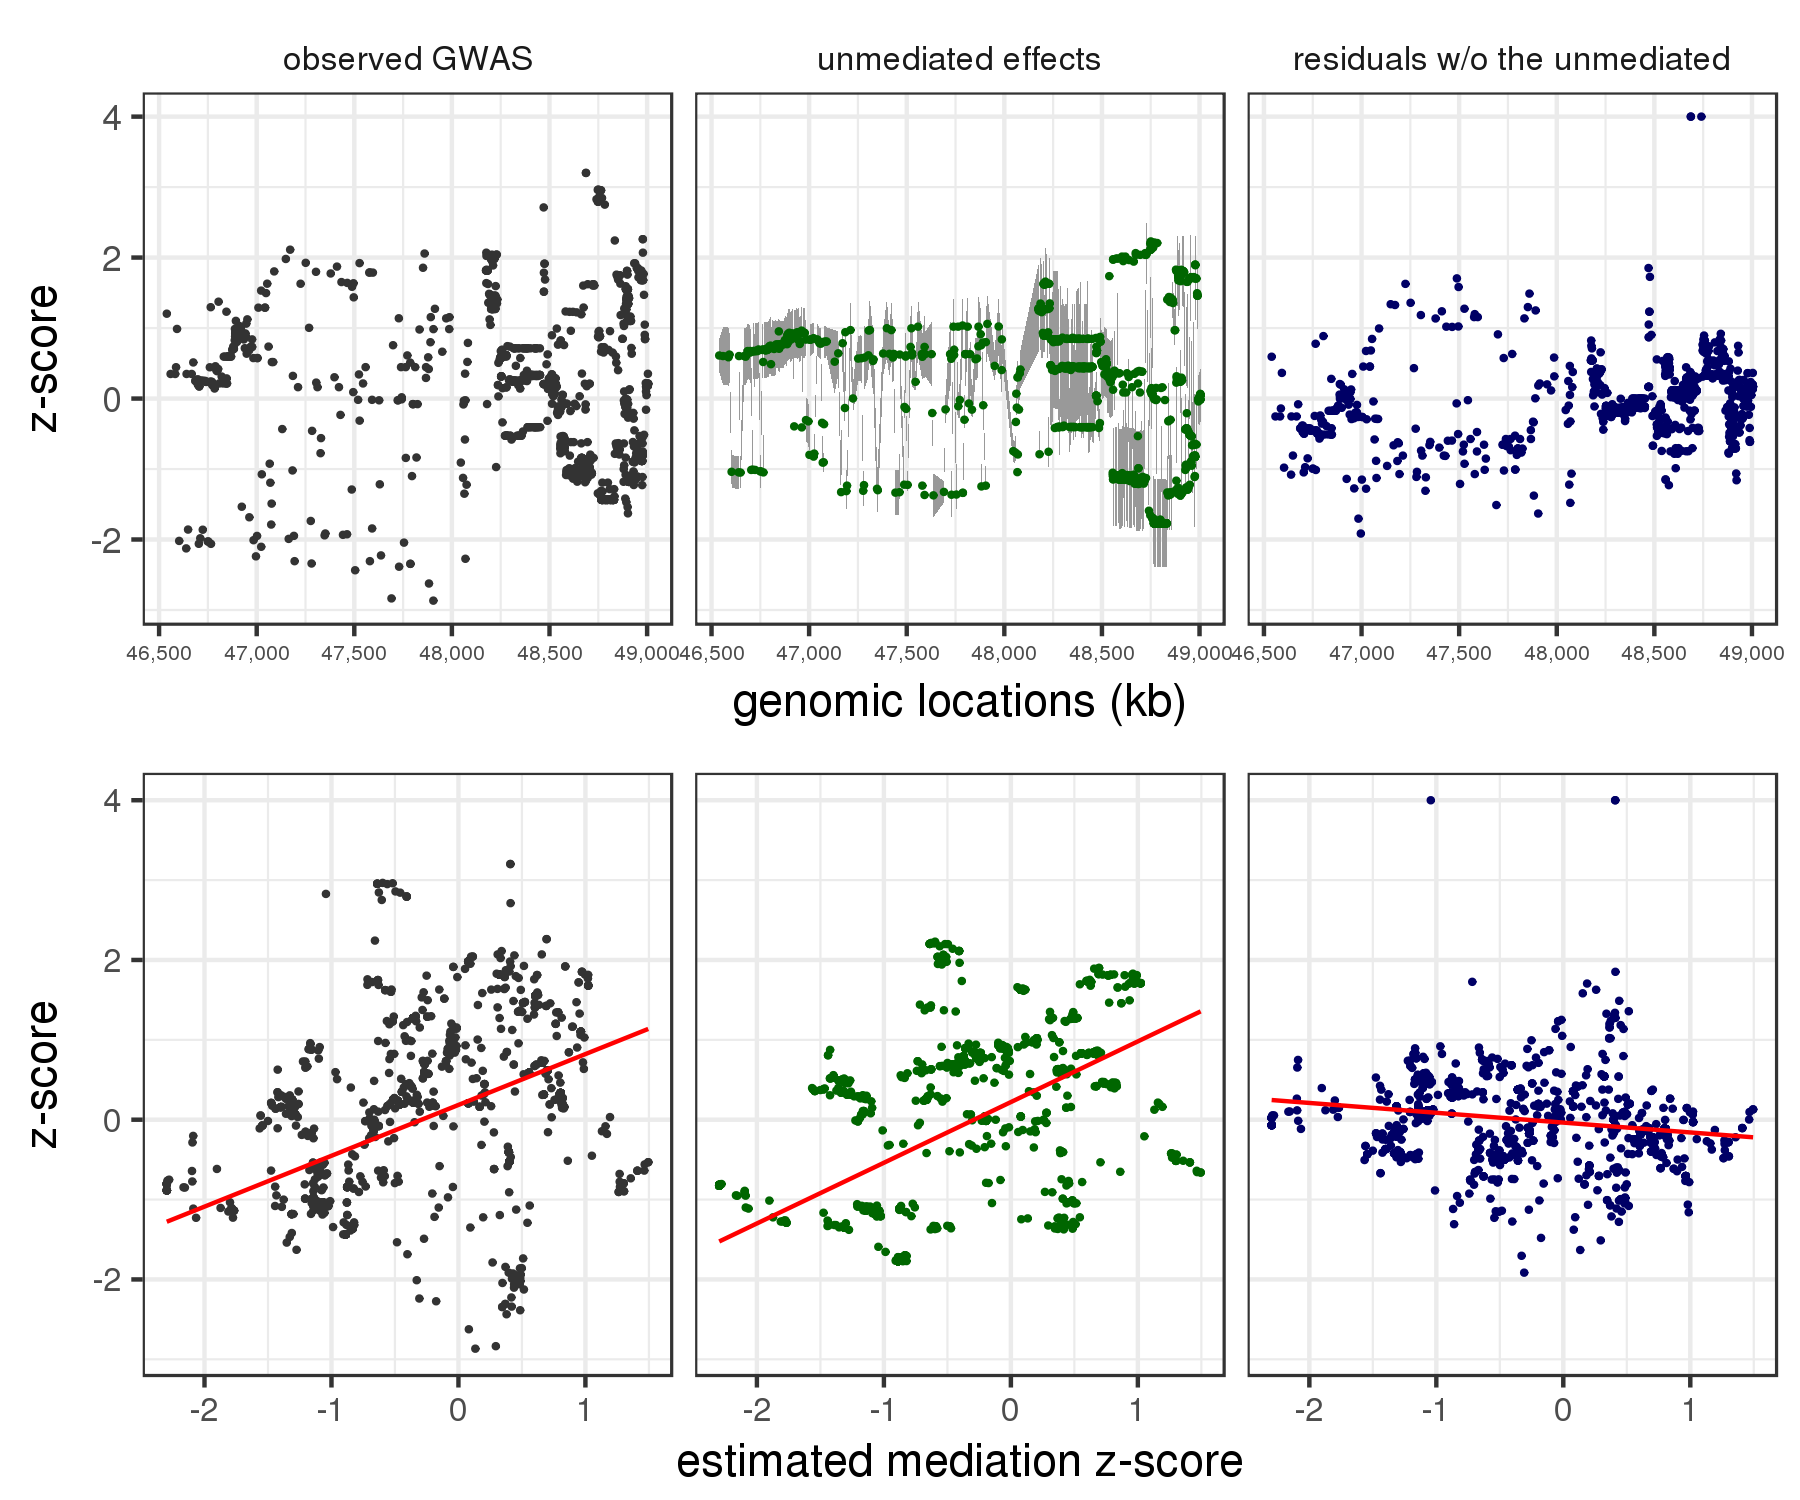 observed GWAS unmediated effects residuals w/o the unmediated
4
2
0
-2
z-score
46,500 47,000 47,500 48,000 48,500 49,000 46,500 47,000 47,500 48,000 48,500 49,000 46,500 47,000 47,500 48,000 48,500 49,000
genomic locations (kb)
4
2
0
-2
z-score
-2 -1 0 1 -2 -1 0 1 -2 -1 0 1
estimated mediation z-score